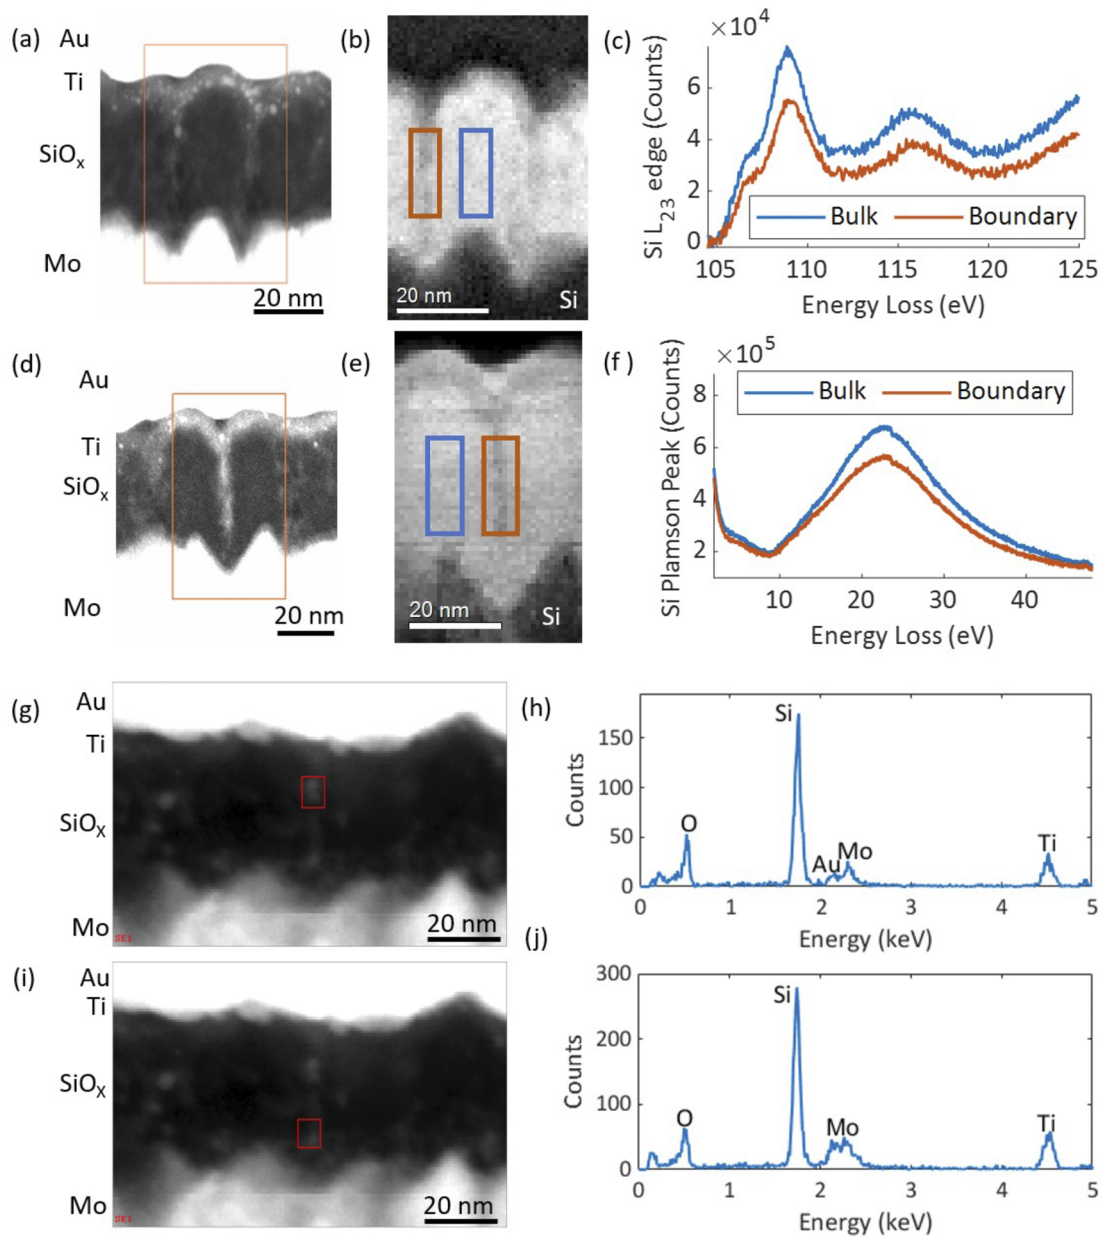 (a)
Au
Ti
SiOx
Mo
20 nm
(b)
20 nm
Si
(c)
×10⁴
Si L23 edge (Counts)
6
4
2
0
Bulk
Boundary
105
110
115
120
125
Energy Loss (eV)
(d)
Au
Ti
SiOx
Mo
20 nm
(e)
20 nm
Si
(f)
×10⁵
Si Plamson Peak (Counts)
8
6
4
2
Bulk
Boundary
10
20
30
40
Energy Loss (eV)
(g)
Au
Ti
SiOX
Mo
SEI
20 nm
(h)
Counts
150
100
50
0
O
Si
Au
Mo
Ti
0
1
2
3
4
5
Energy (keV)
(i)
Au
Ti
SiOX
Mo
SEI
20 nm
(j)
Counts
300
200
100
0
O
Si
Mo
Ti
0
1
2
3
4
5
Energy (keV)